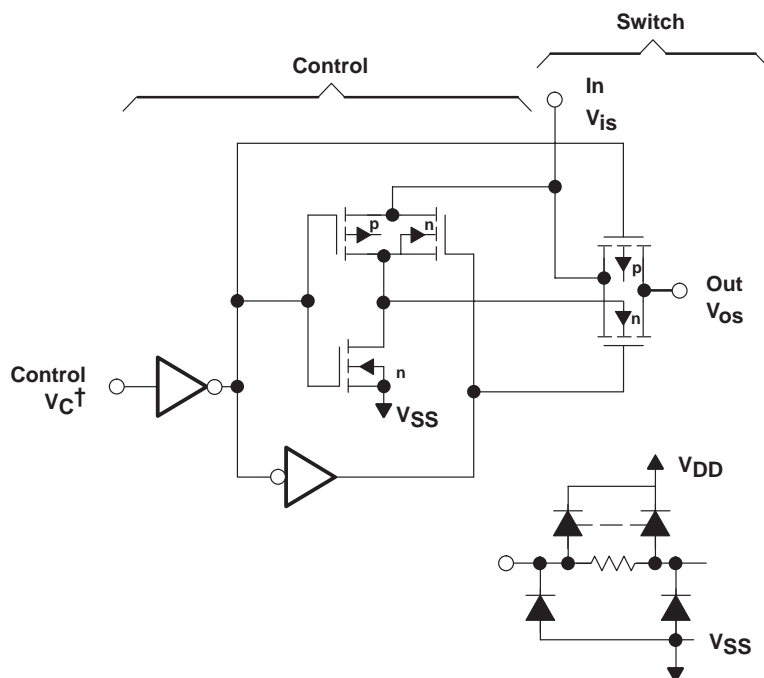 Switch
Control
In
Vis
p
n
p
n
Out
Vos
n
Control
VC†
VSS
VDD
VSS